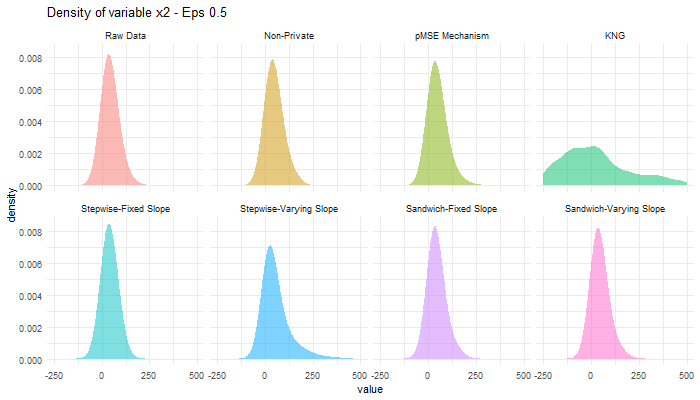 Density of variable x2 - Eps 0.5
Raw Data
Non-Private
pMSE Mechanism
KNG
0.008
0.006
0.004
0.002
0.000
density
Stepwise-Fixed Slope
Stepwise-Varying Slope
Sandwich-Fixed Slope
Sandwich-Varying Slope
0.008
0.006
0.004
0.002
0.000
-250 0 250 500 -250 0 250 500 -250 0 250 500 -250 0 250 500
value